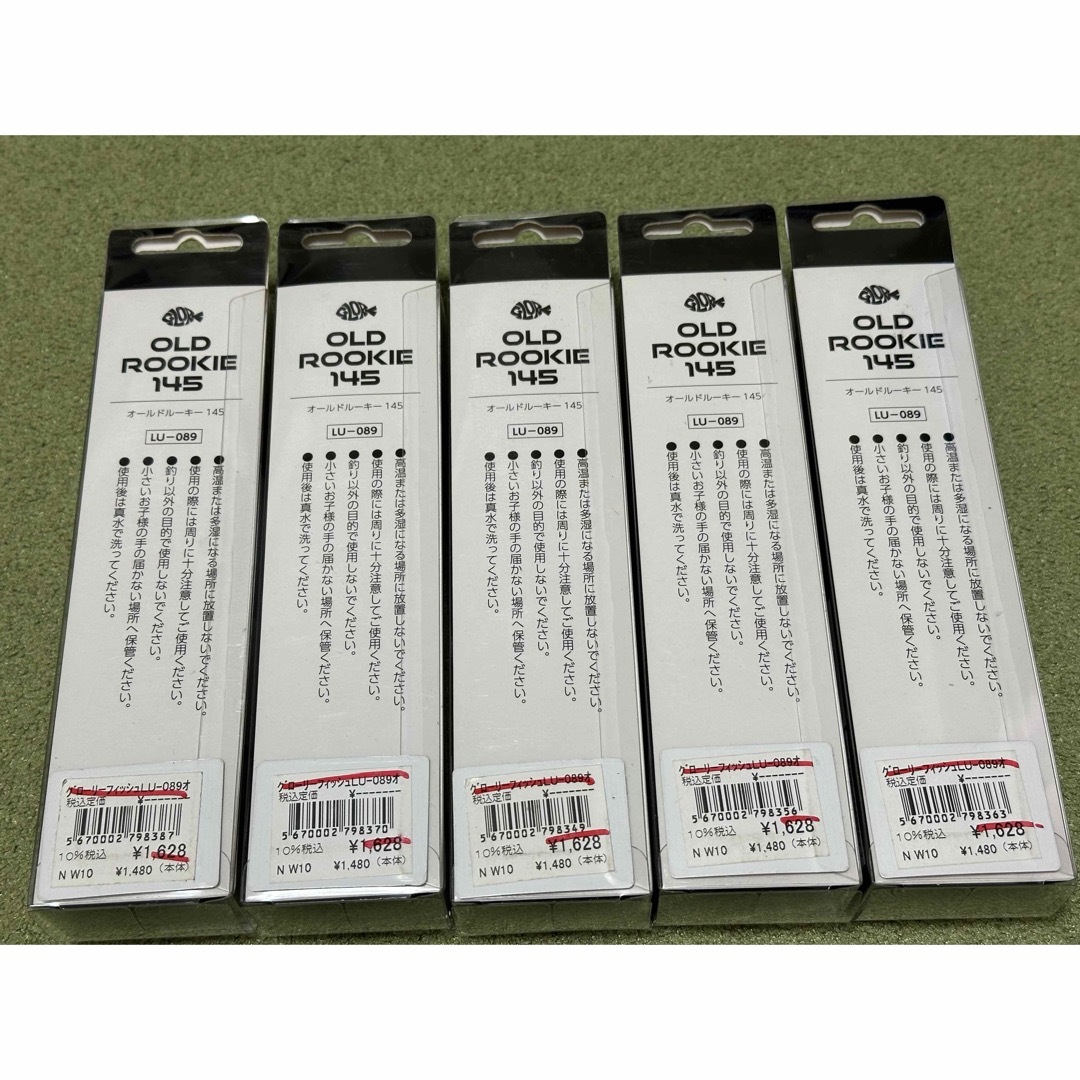 GLORY
OLD
ROOKIE
145
オールドルーキー 145
LU-089
●高温または多湿になる場所に放置しないでください。
●使用の際には周りに十分注意してご使用ください。
●釣り以外の目的で使用しないでください。
●小さいお子様の手の届かない場所へ保管ください。
●使用後は真水で洗ってください。
グローリーフィッシュLU-089オ
税込定価 ¥-------
5 670002 798387
10%税込 ¥1,628
N W10 ¥1,480 (本体)
GLORY
OLD
ROOKIE
145
オールドルーキー 145
LU-089
●高温または多湿になる場所に放置しないでください。
●使用の際には周りに十分注意してご使用ください。
●釣り以外の目的で使用しないでください。
●小さいお子様の手の届かない場所へ保管ください。
●使用後は真水で洗ってください。
グローリーフィッシュLU-089オ
税込定価 ¥-------
5 670002 798370
10%税込 ¥1,628
N W10 ¥1,480 (本体)
GLORY
OLD
ROOKIE
145
オールドルーキー 145
LU-089
●高温または多湿になる場所に放置しないでください。
●使用の際には周りに十分注意してご使用ください。
●釣り以外の目的で使用しないでください。
●小さいお子様の手の届かない場所へ保管ください。
●使用後は真水で洗ってください。
グローリーフィッシュLU-089オ
税込定価 ¥-------
5 670002 798349
10%税込 ¥1,628
N W10 ¥1,480 (本体)
GLORY
OLD
ROOKIE
145
オールドルーキー 145
LU-089
●高温または多湿になる場所に放置しないでください。
●使用の際には周りに十分注意してご使用ください。
●釣り以外の目的で使用しないでください。
●小さいお子様の手の届かない場所へ保管ください。
●使用後は真水で洗ってください。
グローリーフィッシュLU-089オ
税込定価 ¥-------
5 670002 798356
10%税込 ¥1,628
N W10 ¥1,480 (本体)
GLORY
OLD
ROOKIE
145
オールドルーキー 145
LU-089
●高温または多湿になる場所に放置しないでください。
●使用の際には周りに十分注意してご使用ください。
●釣り以外の目的で使用しないでください。
●小さいお子様の手の届かない場所へ保管ください。
●使用後は真水で洗ってください。
グローリーフィッシュLU-089オ
税込定価 ¥-------
5 670002 798363
10%税込 ¥1,628
N W10 ¥1,480 (本体)